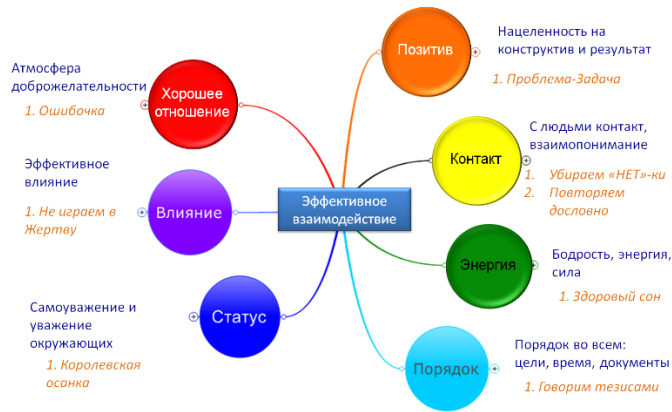 Эффективное
взаимодействие
Позитив
Нацеленность на
конструктив и результат
1. Проблема-Задача
Контакт
С людьми контакт,
взаимопонимание
1. Убираем «НЕТ»-ки
2. Повторяем
дословно
Энергия
Бодрость, энергия,
сила
1. Здоровый сон
Порядок
Порядок во всем:
цели, время, документы
1. Говорим тезисами
Статус
Самоуважение и
уважение
окружающих
1. Королевская
осанка
Влияние
Эффективное
влияние
1. Не играем в
Жертву
Хорошее
отношение
Атмосфера
доброжелательности
1. Ошибочка